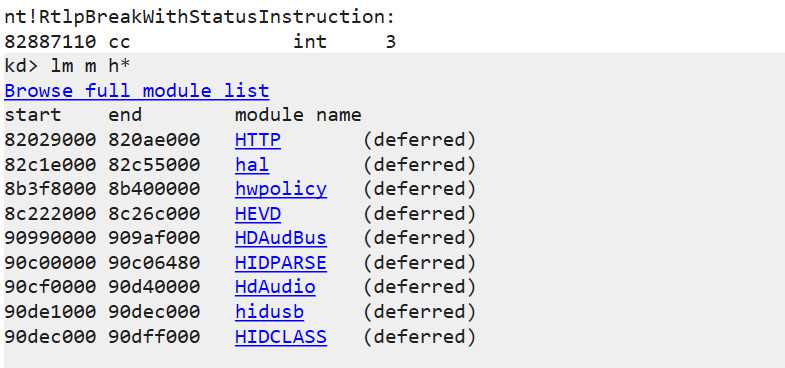 nt!RtlpBreakWithStatusInstruction:
82887110 cc              int     3
kd> lm m h*
Browse full module list
start    end        module name
82029000 820ae000   HTTP       (deferred)
82c1e000 82c55000   hal        (deferred)
8b3f8000 8b400000   hwpolicy   (deferred)
8c222000 8c26c000   HEVD       (deferred)
90990000 909af000   HDAudBus   (deferred)
90c00000 90c06480   HIDPARSE   (deferred)
90cf0000 90d40000   HdAudio    (deferred)
90de1000 90dec000   hidusb     (deferred)
90dec000 90dff000   HIDCLASS   (deferred)